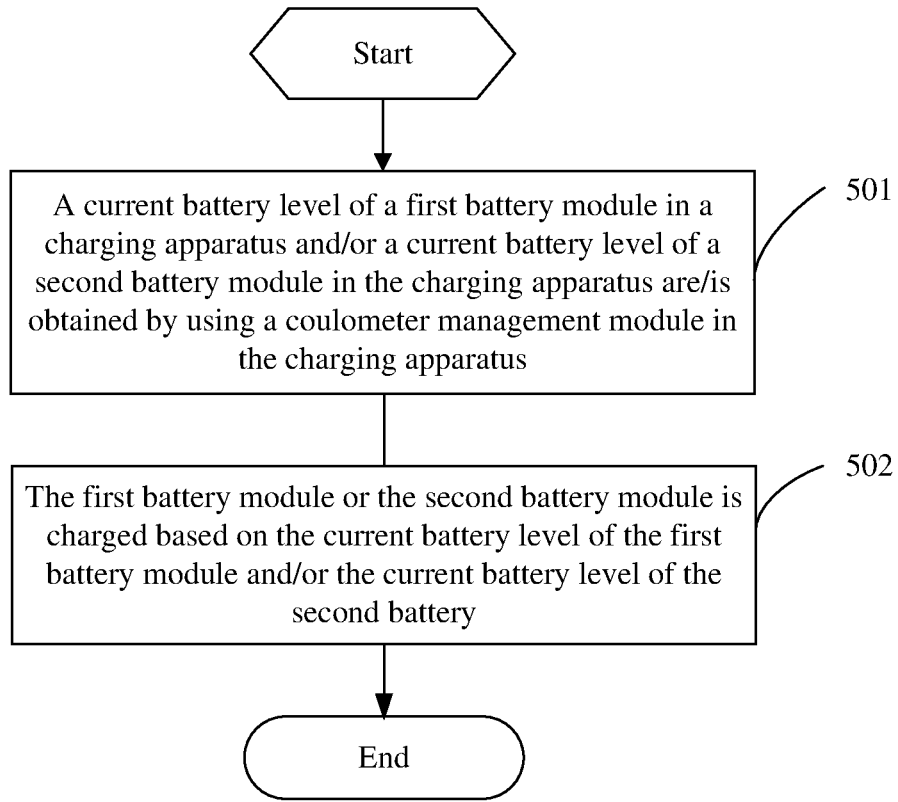 Start
A current battery level of a first battery module in a
charging apparatus and/or a current battery level of a
second battery module in the charging apparatus are/is
obtained by using a coulometer management module in
the charging apparatus
501
The first battery module or the second battery module is
charged based on the current battery level of the first
battery module and/or the current battery level of the
second battery
502
End